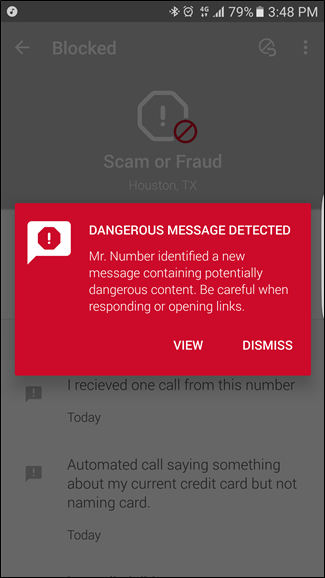 4G 79% 3:48 PM
Blocked
Scam or Fraud
Houston, TX
DANGEROUS MESSAGE DETECTED
Mr. Number identified a new
message containing potentially
dangerous content. Be careful when
responding or opening links.
VIEW DISMISS
I recieved one call from this number
Today
Automated call saying something
about my current credit card but not
naming card.
Today